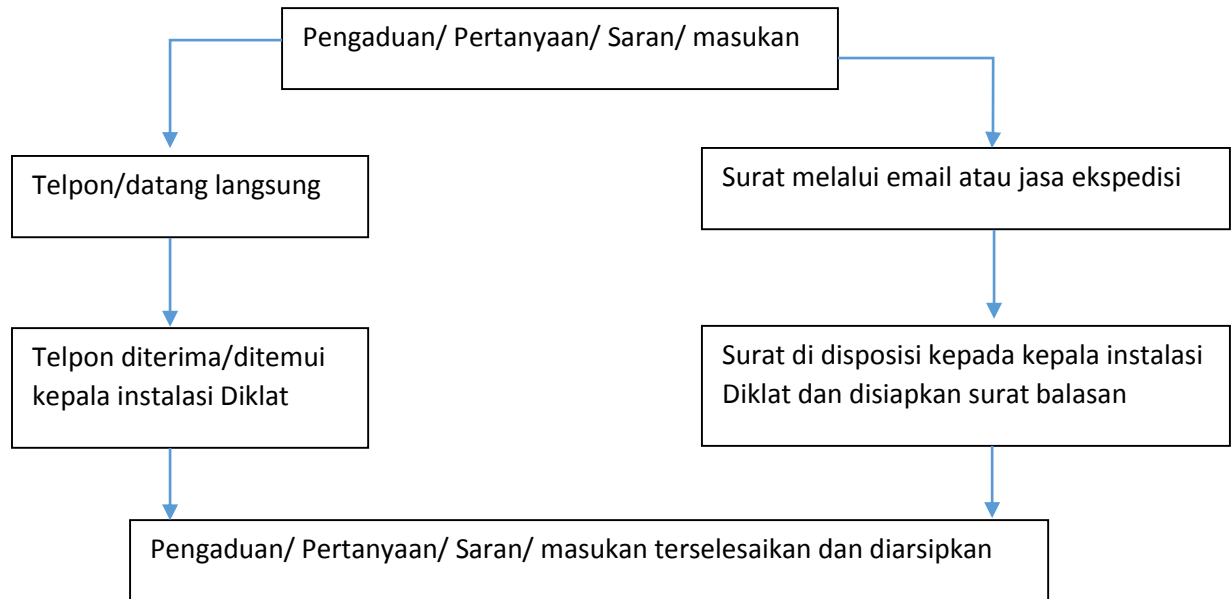 Pengaduan/ Pertanyaan/ Saran/ masukan
Telpon/datang langsung
Surat melalui email atau jasa ekspedisi
Telpon diterima/ditemui
kepala instalasi Diklat
Surat di disposisi kepada kepala instalasi
Diklat dan disiapkan surat balasan
Pengaduan/ Pertanyaan/ Saran/ masukan terselesaikan dan diarsipkan